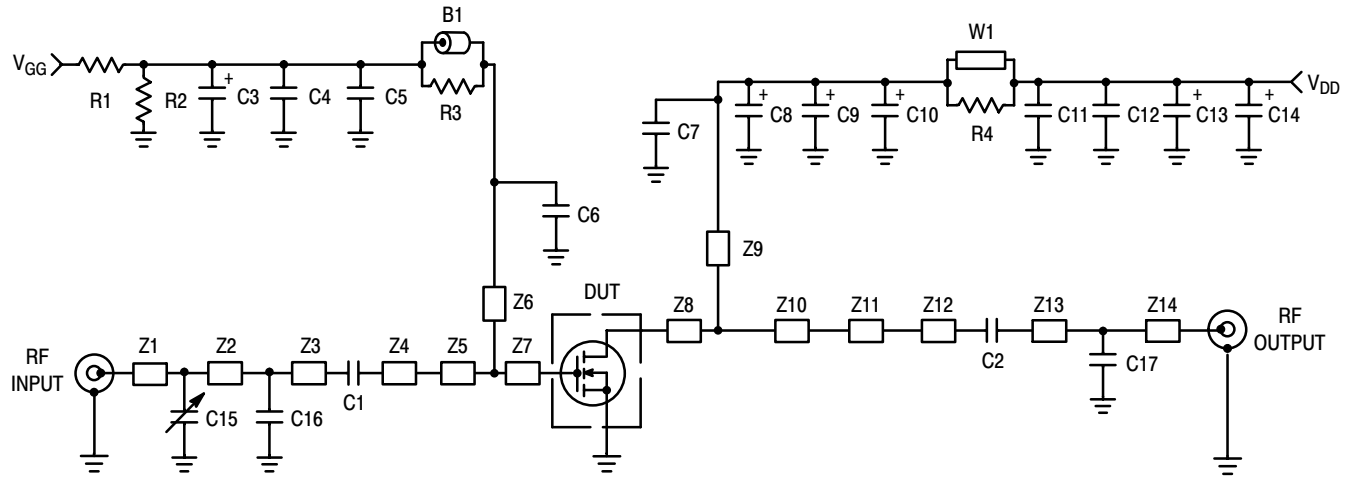 B1
W1
VGG
R1
R2
+
C3
C4
C5
R3
C7
+
C8
+
C9
+
C10
R4
C11
C12
+
C13
+
C14
VDD
C6
Z9
Z6
DUT
Z8
Z10
Z11
Z12
Z13
Z14
RF
OUTPUT
C2
C17
RF
INPUT
Z1
Z2
Z3
Z4
Z5
Z7
C1
C15
C16